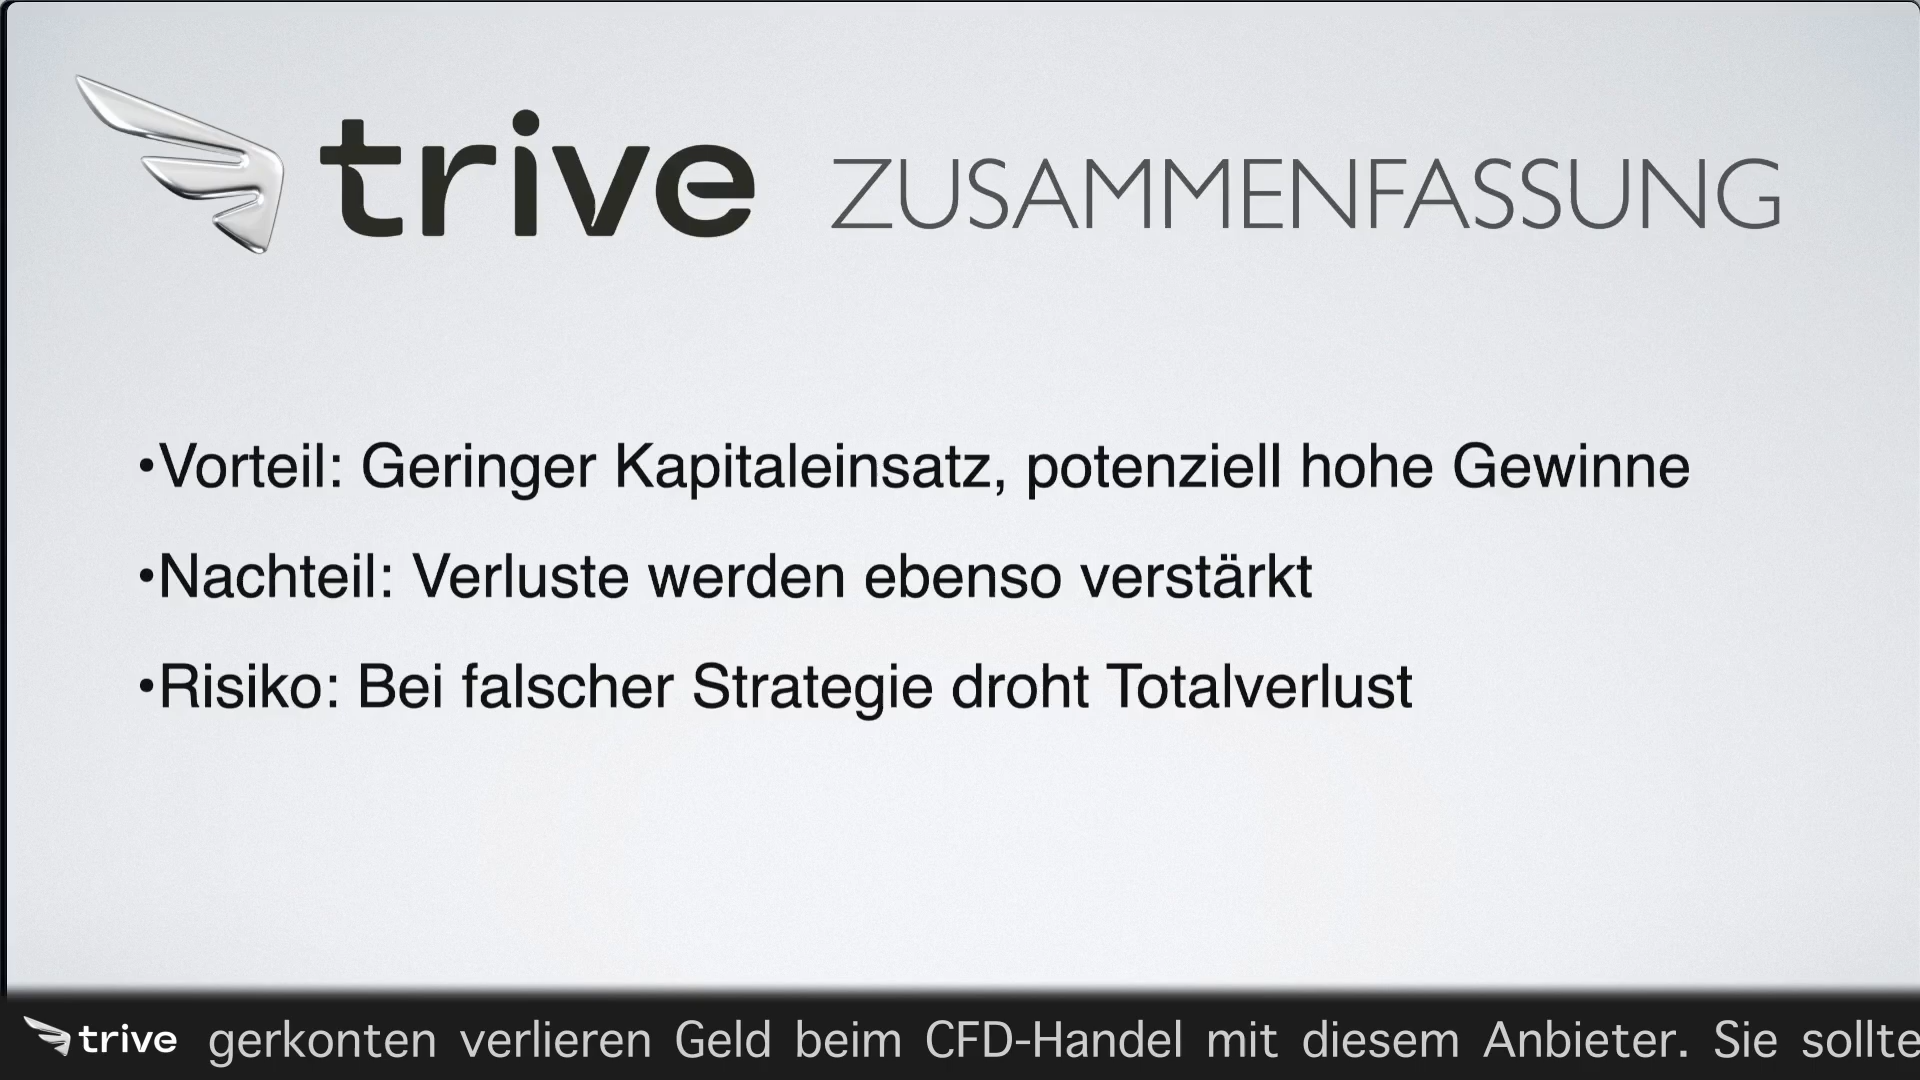 trive ZUSAMMENFASSUNG
•Vorteil: Geringer Kapitaleinsatz, potenziell hohe Gewinne
•Nachteil: Verluste werden ebenso verstärkt
•Risiko: Bei falscher Strategie droht Totalverlust
trive gerkonten verlieren Geld beim CFD-Handel mit diesem Anbieter. Sie sollte